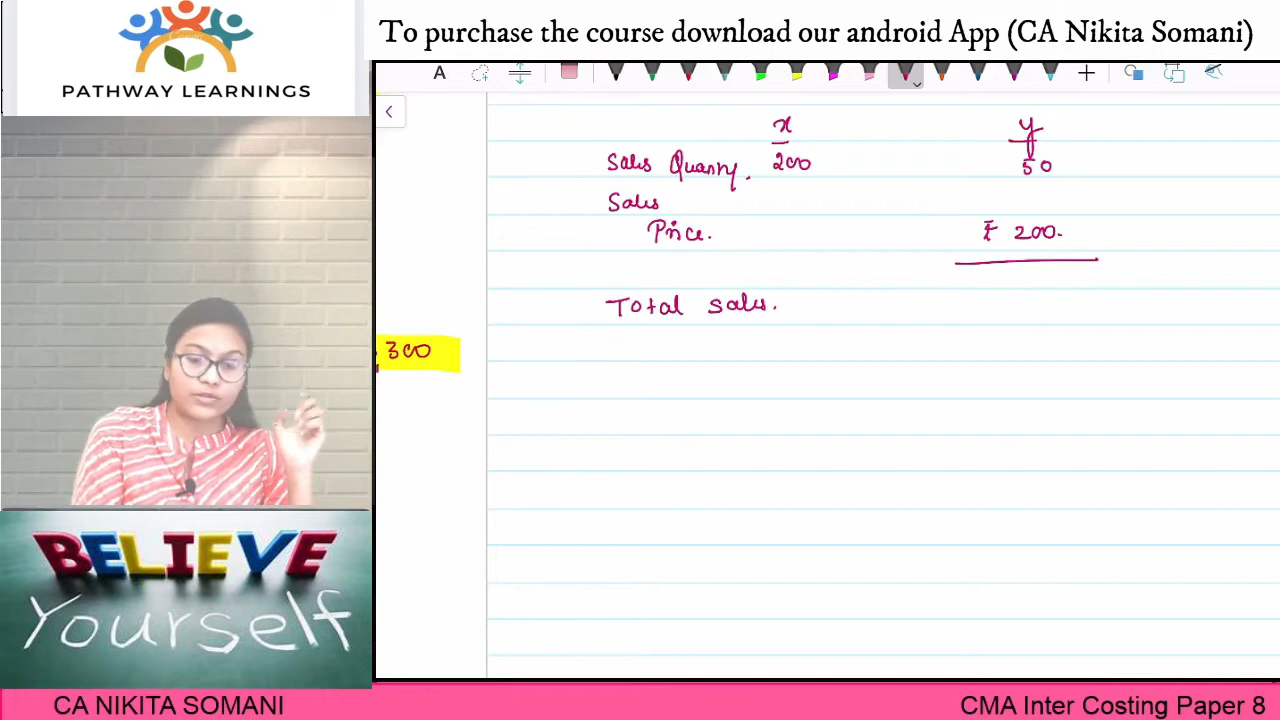 To purchase the course download our android App (CA Nikita Somani)
PATHWAY LEARNINGS
A
x y
Sales Quanty. 200 50
Sales
Price. ₹ 200.
Total sales.
300
BELIEVE
Yourself
CA NIKITA SOMANI
CMA Inter Costing Paper 8